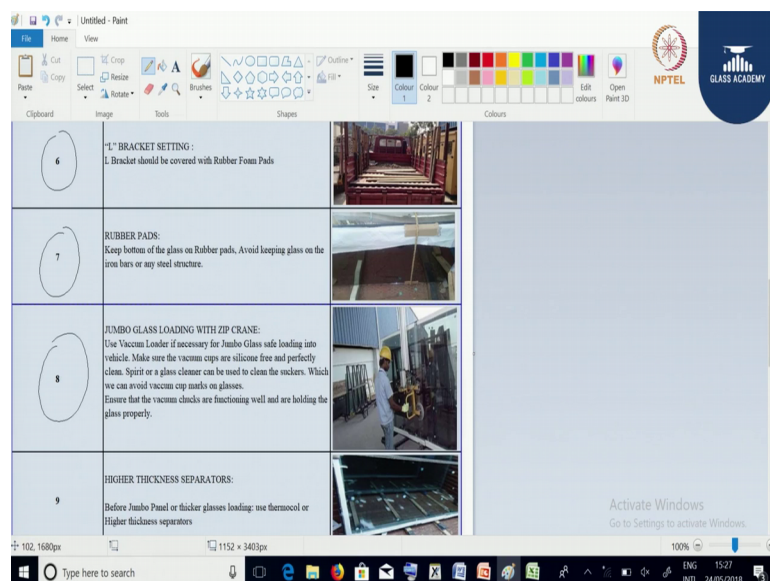 Untitled - Paint
File Home View
Cut
Copy
Paste
Clipboard
Crop
Resize
Rotate
Select
Image
A
Tools
Brushes
Outline
Fill
Shapes
Size
Colour 1
Colour 2
Edit colours
Open Paint 3D
Colours
NPTEL
GLASS ACADEMY
6
"L" BRACKET SETTING :
L Bracket should be covered with Rubber Foam Pads
7
RUBBER PADS:
Keep bottom of the glass on Rubber pads, Avoid keeping glass on the
iron bars or any steel structure.
8
JUMBO GLASS LOADING WITH ZIP CRANE:
Use Vaccum Loader if necessary for Jumbo Glass safe loading into
vehicle. Make sure the vacuum cups are silicone free and perfectly
clean. Spirit or a glass cleaner can be used to clean the suckers. Which
we can avoid vaccum cup marks on glasses.
Ensure that the vacuum chucks are functioning well and are holding the
glass properly.
9
HIGHER THICKNESS SEPARATORS:
Before Jumbo Panel or thicker glasses loading: use thermocol or
Higher thickness separators
Activate Windows
Go to Settings to activate Windows.
102, 1680px
1152 × 3403px
100%
Type here to search
ENG
INTL
15:27
24/05/2018